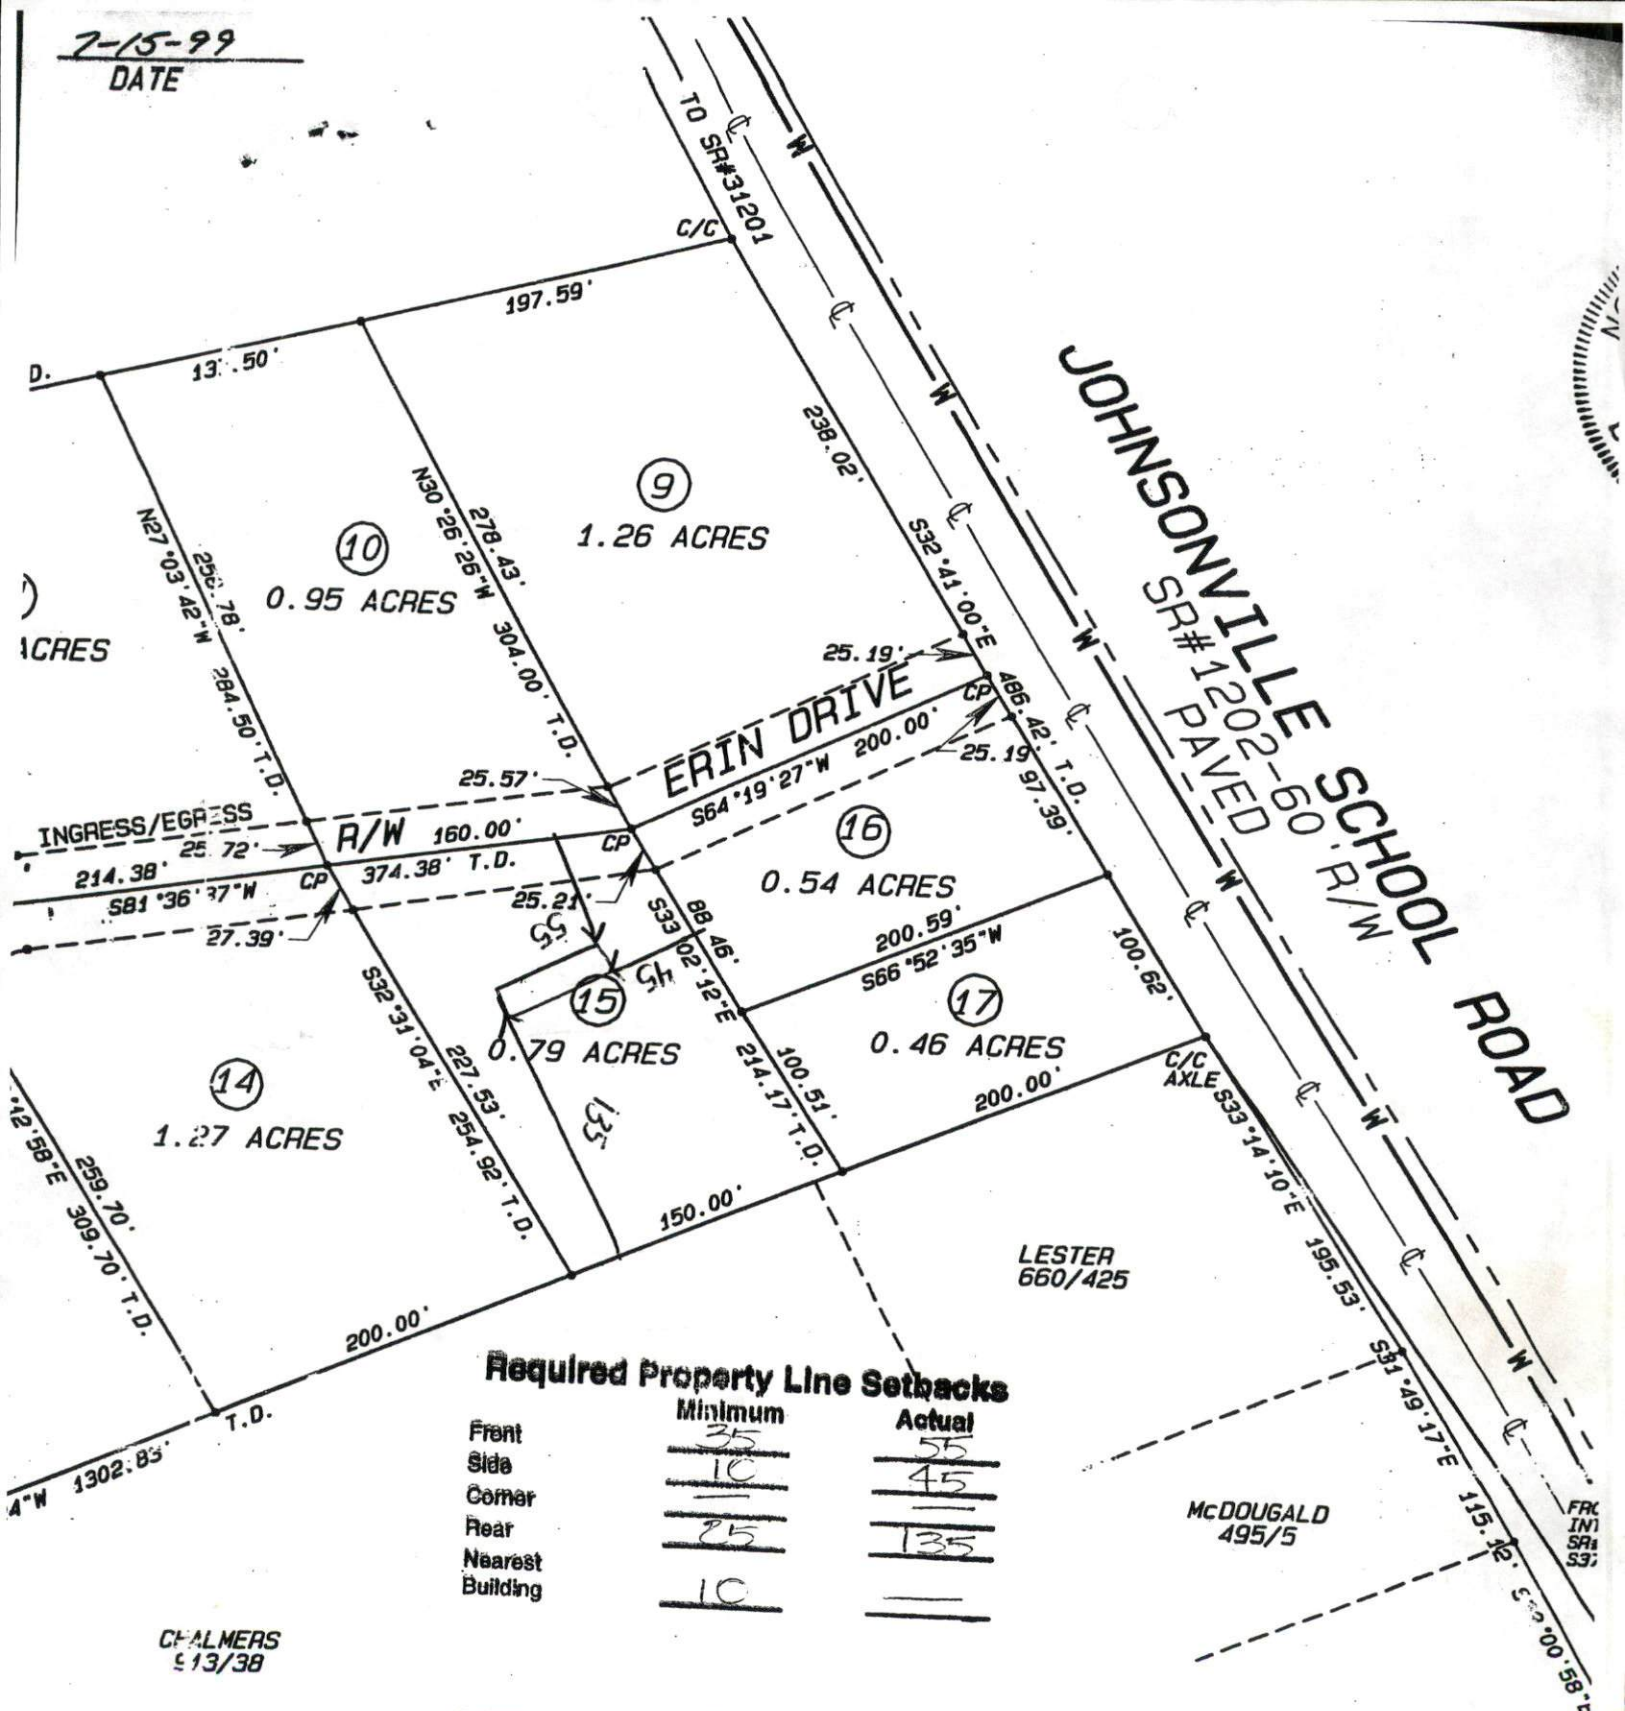 7-15-99
DATE
TO SR#31201
C/C
197.59'
D.
238.02'
S32°41'00"E
486.42' T.D.
N27°03'42"W 284.50' T.D.
10
0.95 ACRES
N30°26'26"W 304.00' T.D.
278.43'
9
1.26 ACRES
ACRES
JOHNSONVILLE SCHOOL ROAD
SR#1202-60' R/W
PAVED
25.19'
CP
ERIN DRIVE
200.00'
S64°19'27"W
25.19
97.39'
25.57'
INGRESS/EGRESS
R/W
160.00'
CP
25.72'
214.38'
374.38' T.D.
CP
25.21'
27.39'
16
0.54 ACRES
200.59'
S66°52'35"W
100.62'
S33°02'12"E 214.17' T.D.
88.46'
100.51'
55
45
15
0.79 ACRES
135
17
0.46 ACRES
C/C
AXLE
200.00'
S32°31'04"E 254.92' T.D.
227.53'
14
1.27 ACRES
°42'58"E 309.70' T.D.
259.70'
150.00'
200.00'
T.D.
1302.83'
S33°14'10"E 195.53'
LESTER
660/425
S31°49'17"E 115.12'
McDOUGALD
495/5
Required Property Line Setbacks
Minimum Actual
Front 35 55
Side 10 45
Corner — —
Rear 25 135
Nearest
Building 10 —
CHALMERS